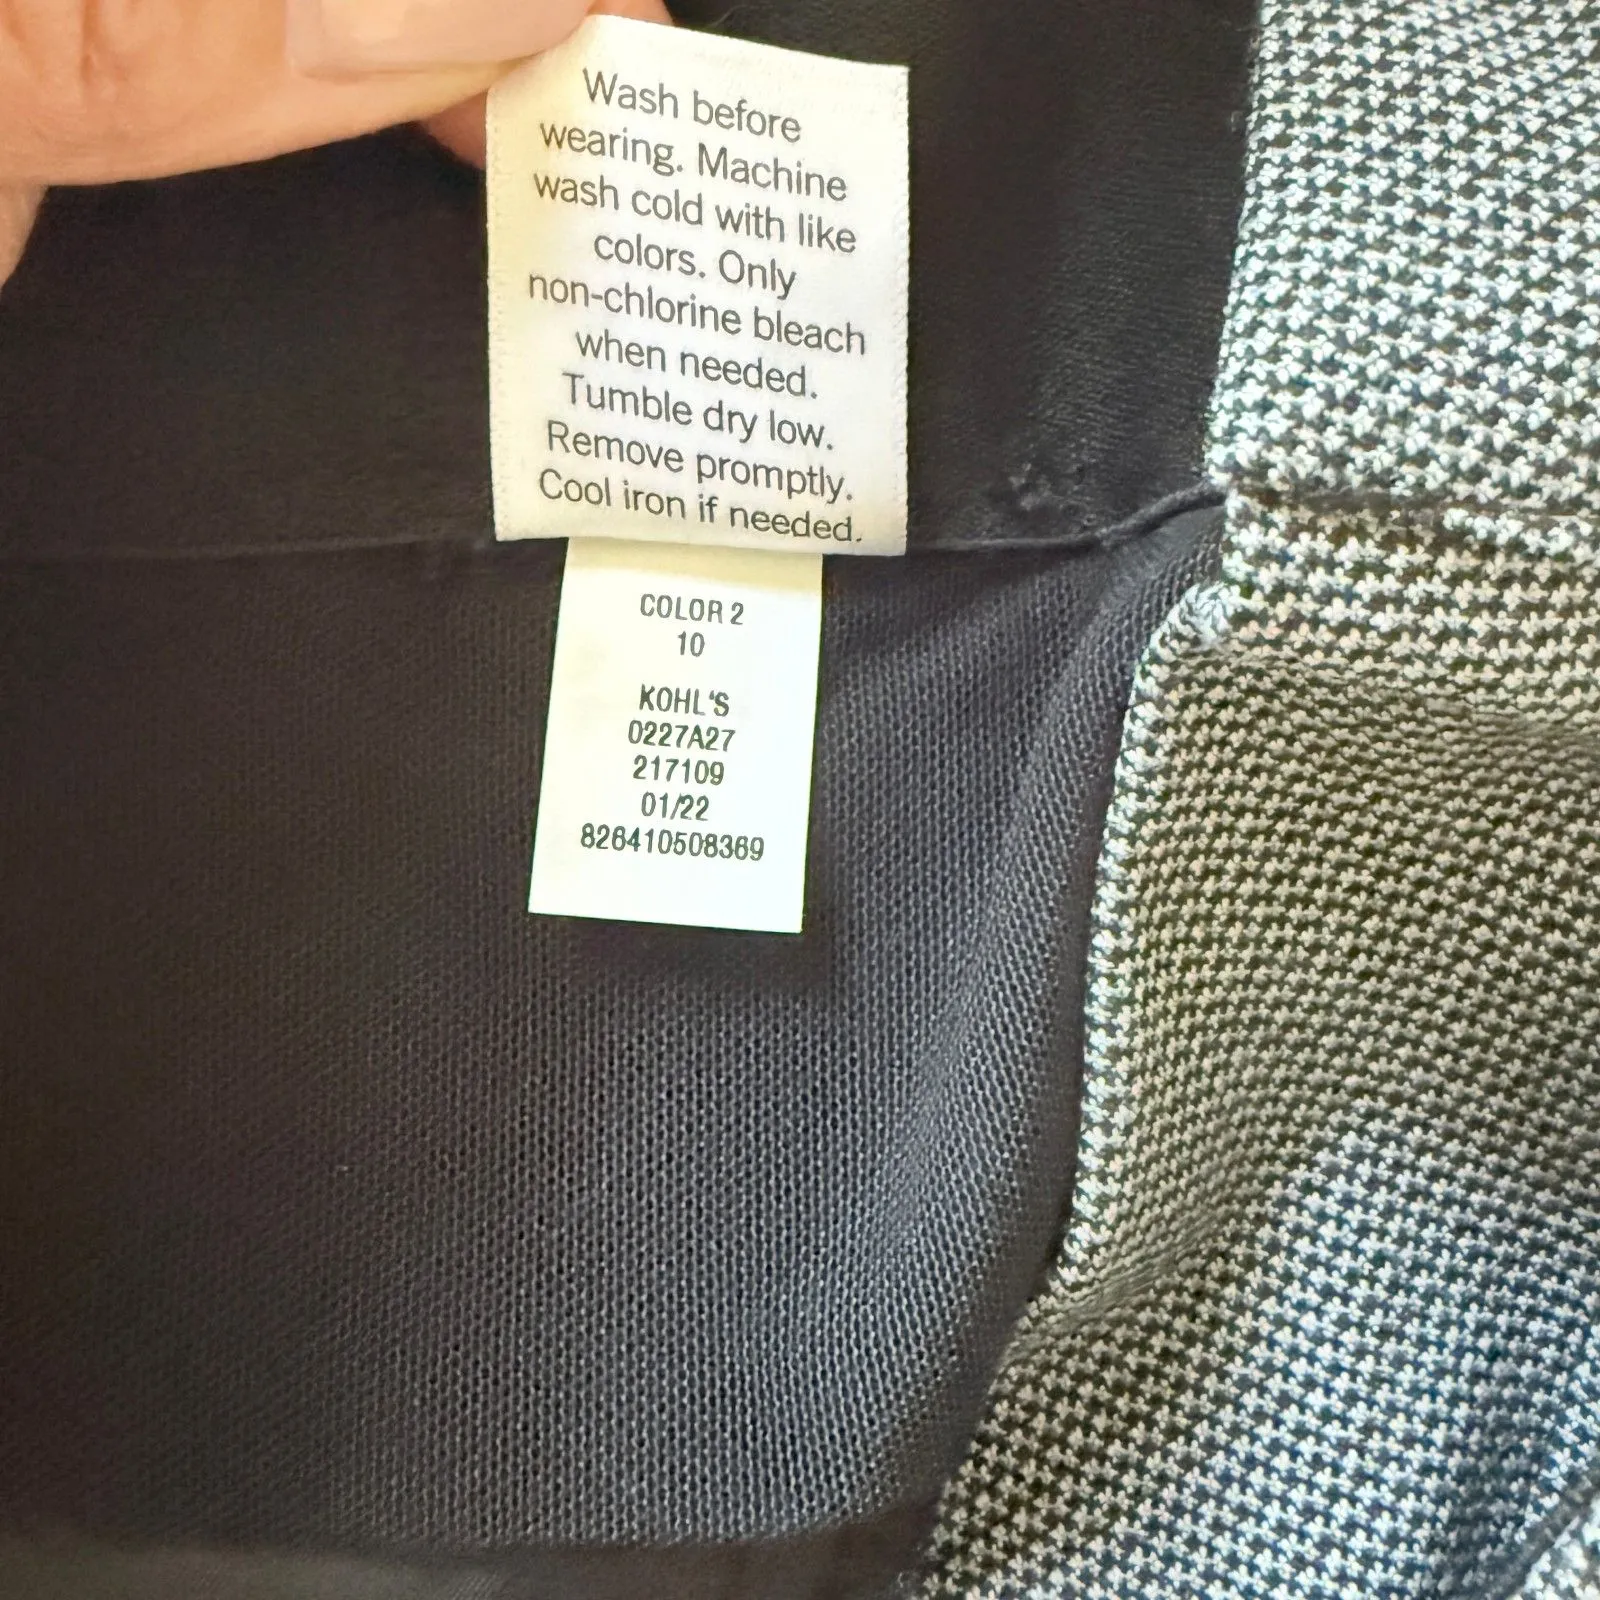 Wash before
wearing. Machine
wash cold with like
colors. Only
non-chlorine bleach
when needed.
Tumble dry low.
Remove promptly.
Cool iron if needed.
COLOR 2
10
KOHL'S
0227A27
217109
01/22
826410508369